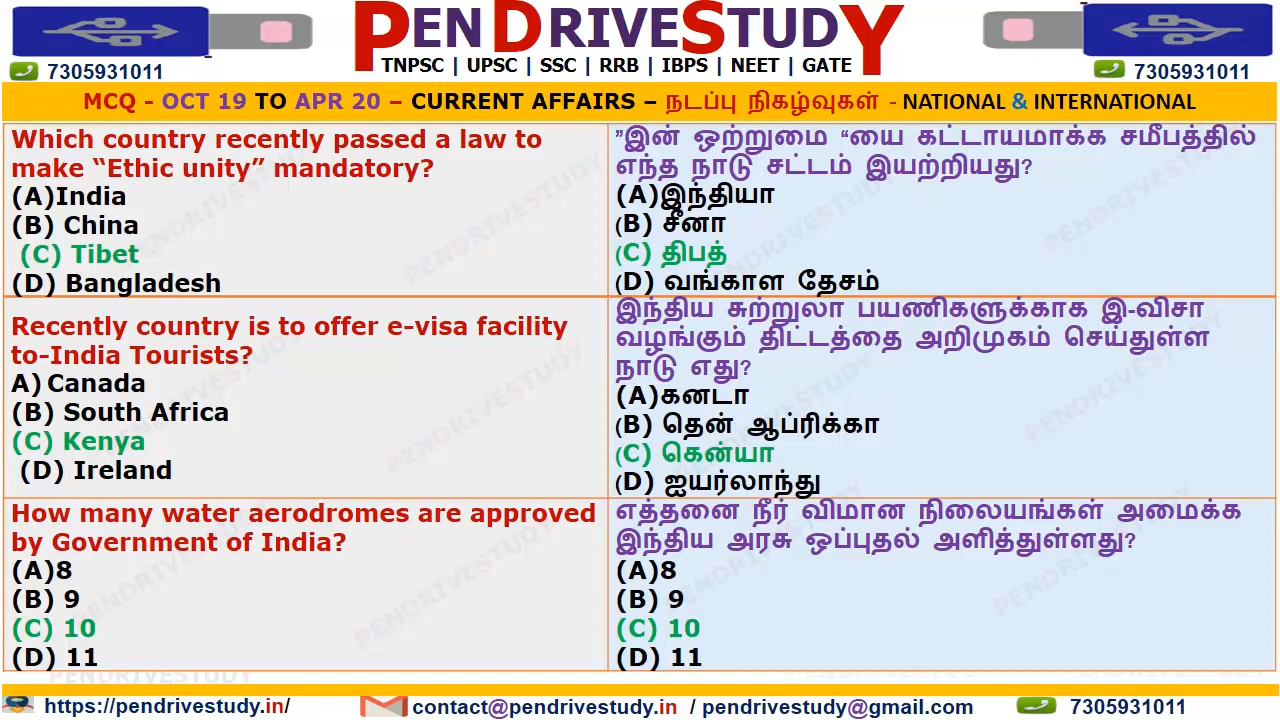 PENDRIVESTUDY
TNPSC | UPSC | SSC | RRB | IBPS | NEET | GATE
7305931011
7305931011
MCQ - OCT 19 TO APR 20 – CURRENT AFFAIRS – நடப்பு நிகழ்வுகள் - NATIONAL & INTERNATIONAL
Which country recently passed a law to
make “Ethic unity” mandatory?
(A)India
(B) China
(C) Tibet
(D) Bangladesh
”இன் ஒற்றுமை “யை கட்டாயமாக்க சமீபத்தில்
எந்த நாடு சட்டம் இயற்றியது?
(A)இந்தியா
(B) சீனா
(C) திபத்
(D) வங்காள தேசம்
Recently country is to offer e-visa facility
to-India Tourists?
A) Canada
(B) South Africa
(C) Kenya
(D) Ireland
இந்திய சுற்றுலா பயணிகளுக்காக இ-விசா
வழங்கும் திட்டத்தை அறிமுகம் செய்துள்ள
நாடு எது?
(A)கனடா
(B) தென் ஆப்ரிக்கா
(C) கென்யா
(D) ஐயர்லாந்து
How many water aerodromes are approved
by Government of India?
(A)8
(B) 9
(C) 10
(D) 11
எத்தனை நீர் விமான நிலையங்கள் அமைக்க
இந்திய அரசு ஒப்புதல் அளித்துள்ளது?
(A)8
(B) 9
(C) 10
(D) 11
https://pendrivestudy.in/
contact@pendrivestudy.in / pendrivestudy@gmail.com
7305931011